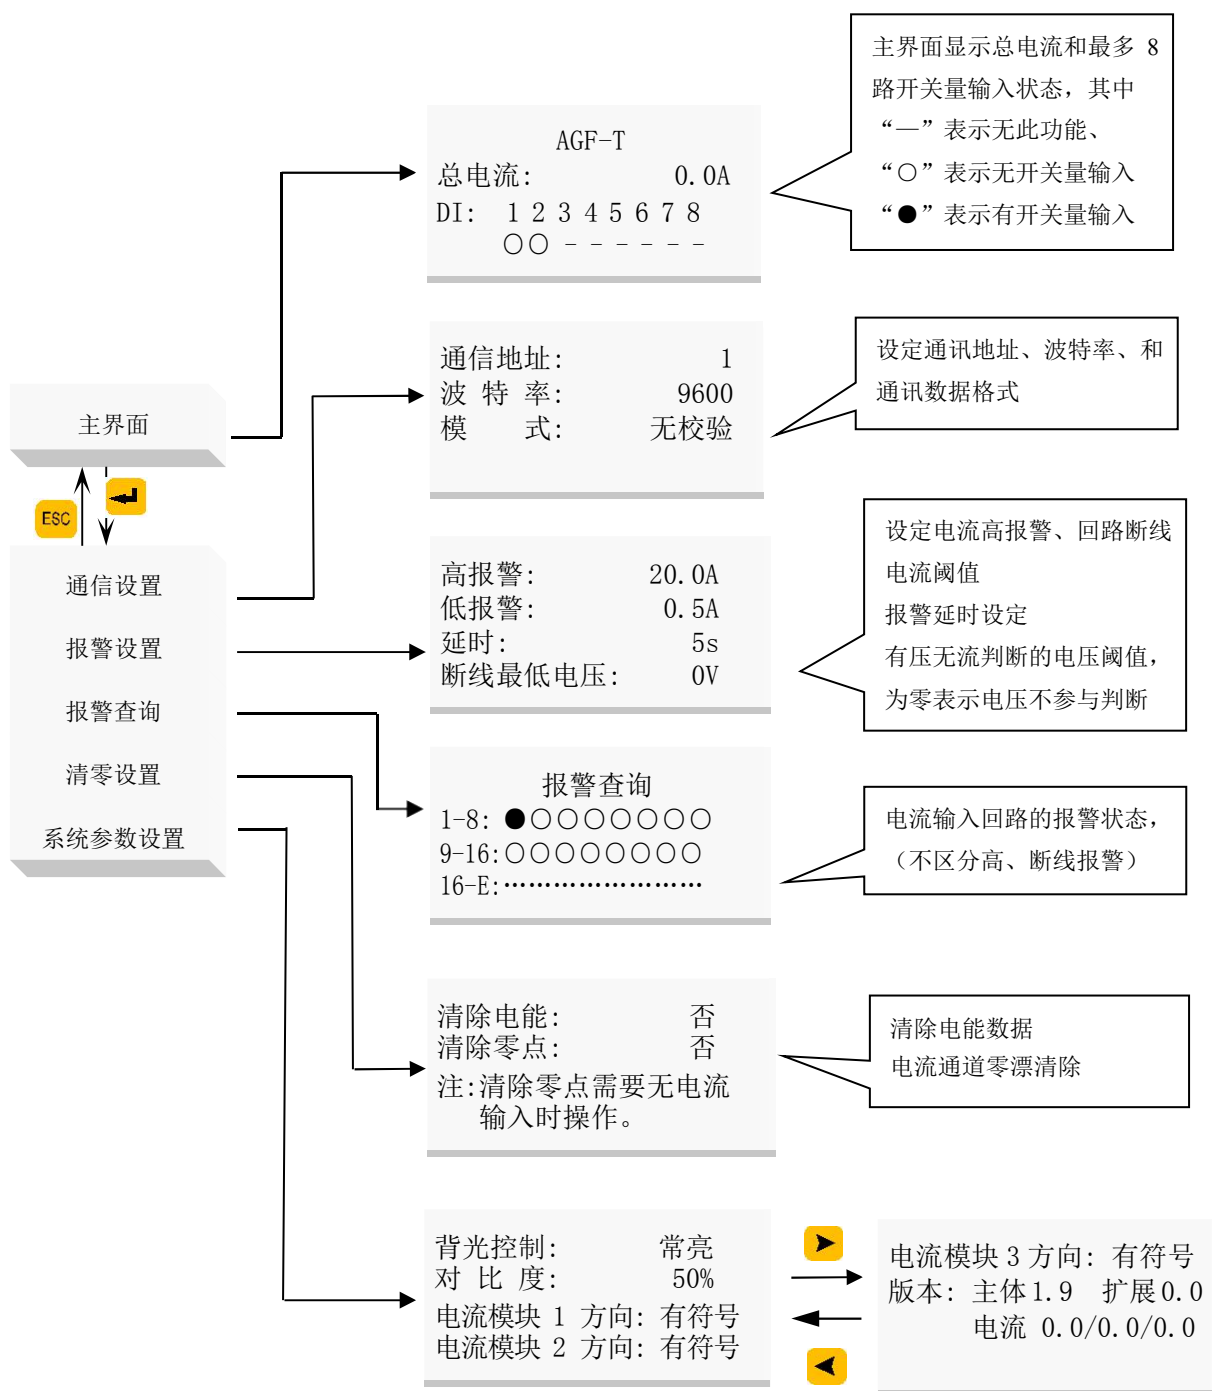 主界面显示总电流和最多 8
路开关量输入状态，其中
“—”表示无此功能、
“○”表示无开关量输入
“●”表示有开关量输入
AGF-T
总电流: 0.0A
DI: 1 2 3 4 5 6 7 8
○○ - - - - - -
设定通讯地址、波特率、和
通讯数据格式
通信地址: 1
波 特 率: 9600
模 式: 无校验
主界面
ESC
通信设置
报警设置
报警查询
清零设置
系统参数设置
设定电流高报警、回路断线
电流阈值
报警延时设定
有压无流判断的电压阈值，
为零表示电压不参与判断
高报警: 20.0A
低报警: 0.5A
延时: 5s
断线最低电压: 0V
报警查询
1-8: ●○○○○○○○
9-16:○○○○○○○○
16-E:……………………
电流输入回路的报警状态，
（不区分高、断线报警）
清除电能: 否
清除零点: 否
注:清除零点需要无电流
输入时操作。
清除电能数据
电流通道零漂清除
背光控制: 常亮
对 比 度: 50%
电流模块 1 方向: 有符号
电流模块 2 方向: 有符号
电流模块 3 方向: 有符号
版本: 主体1.9 扩展0.0
电流 0.0/0.0/0.0